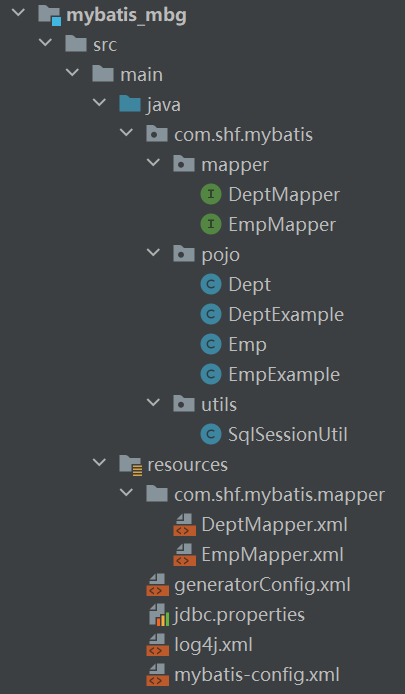 mybatis_mbg
src
main
java
com.shf.mybatis
mapper
I DeptMapper
I EmpMapper
pojo
C Dept
C DeptExample
C Emp
C EmpExample
utils
C SqlSessionUtil
resources
com.shf.mybatis.mapper
DeptMapper.xml
EmpMapper.xml
generatorConfig.xml
jdbc.properties
log4j.xml
mybatis-config.xml